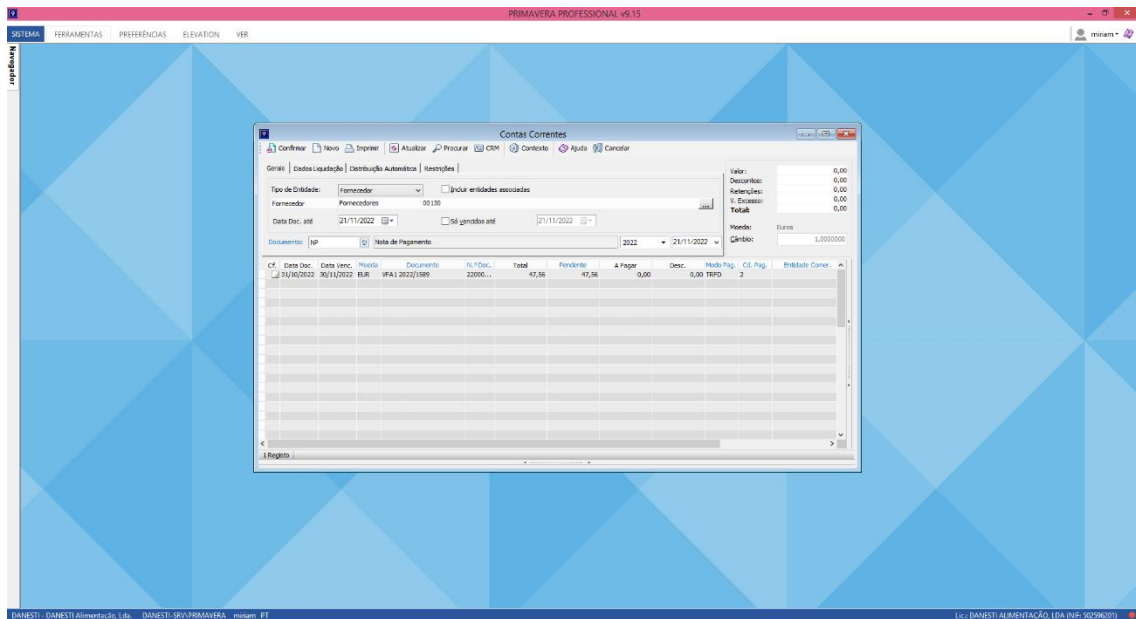 PRIMAVERA PROFESSIONAL v9.15
SISTEMA FERRAMENTAS PREFERÊNCIAS ELEVATION VER
miriam
Navegador
Contas Correntes
Confirmar Novo Imprimir Atualizar Procurar CRM Contexto Ajuda Cancelar
Gerais Dados Liquidação Distribuição Automática Restrições
Valor: 0,00
Descontos: 0,00
Tipo de Entidade: Fornecedor Incluir entidades associadas
Retenções: 0,00
Fornecedor Fornecedores 00130 ...
V. Excesso: 0,00
Total: 0,00
Data Doc. até 21/11/2022 Só vencidos até 21/11/2022
Moeda: Euros
Documento: NP Nota de Pagamento 2022 21/11/2022
Câmbio: 1,0000000
Cf. Data Doc. Data Venc. Moeda Documento N.º Doc. Total Pendente A Pagar Desc. Modo Pag. Cd. Pag. Entidade Comer.
31/10/2022 30/11/2022 EUR VFA1 2022/1589 22000... 47,56 47,56 0,00 0,00 TRFD 2
1 Registo
DANESTI - DANESTI Alimentação, Lda. DANESTI-SRV\PRIMAVERA miriam PT
Lic.: DANESTI ALIMENTAÇÃO, LDA (NIF: 502596201)